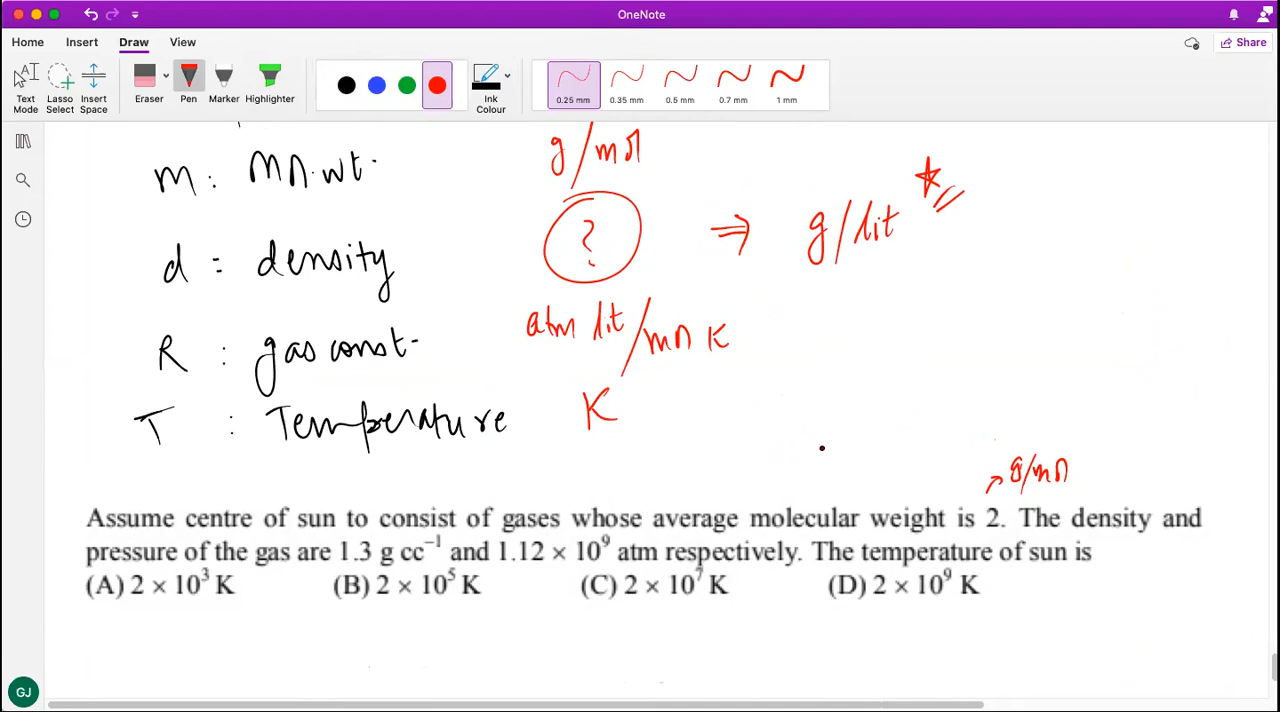 OneNote
Home Insert Draw View
Share
Text Mode
Lasso Select
Insert Space
Eraser
Pen
Marker
Highlighter
Ink Colour
0.25 mm
0.35 mm
0.5 mm
0.7 mm
1 mm
m : Mol.wt. g/mol
d : density ? ⇒ g/lit
R : gas const. atm lit/mol K
T : Temperature K
g/mol
Assume centre of sun to consist of gases whose average molecular weight is 2. The density and
pressure of the gas are 1.3 g cc⁻¹ and 1.12 × 10⁹ atm respectively. The temperature of sun is
(A) 2 × 10³ K (B) 2 × 10⁵ K (C) 2 × 10⁷ K (D) 2 × 10⁹ K
GJ